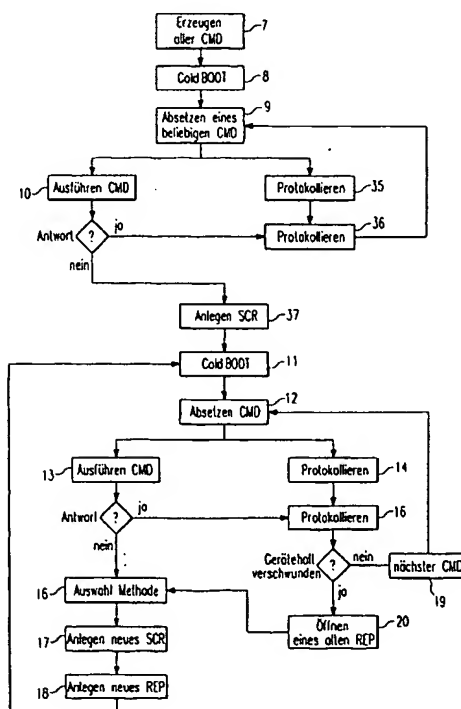 Erzeugen
aller CMD
7
Cold BOOT
8
Absetzen eines
beliebigen CMD
9
Ausführen CMD
10
Protokollieren
35
Antwort
?
ja
nein
Protokollieren
36
Anlegen SCR
37
Cold BOOT
11
Absetzen CMD
12
Ausführen CMD
13
Protokollieren
14
Antwort
?
ja
nein
Protokollieren
16
Gerätehalt
verschwunden
?
nein
ja
nächster CMD
19
Auswahl Methode
16
Öffnen
eines alten REP
20
Anlegen neues SCR
17
Anlegen neues REP
18